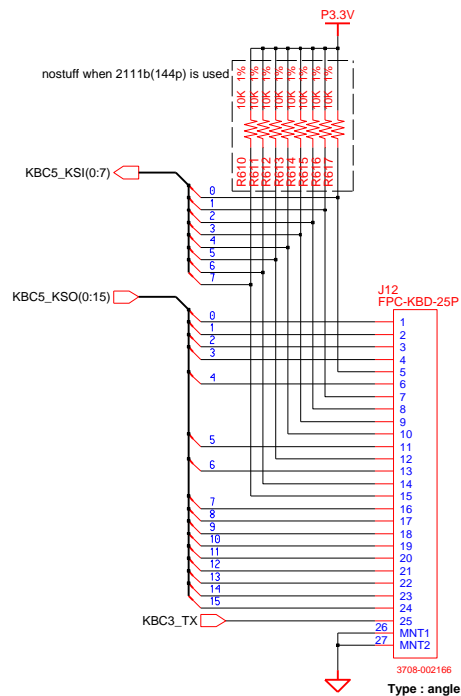 P3.3V
nostuff when 2111b(144p) is used
10K 1% 10K 1% 10K 1% 10K 1% 10K 1% 10K 1% 10K 1% 10K 1%
R610 R611 R612 R613 R614 R615 R616 R617
KBC5_KSI(0:7)
0
1
2
3
4
5
6
7
KBC5_KSO(0:15)
J12
FPC-KBD-25P
0 1
1 2
2 3
3 4
5
4 6
7
8
9
10
5 11
12
6 13
14
15
7 16
8 17
9 18
10 19
11 20
12 21
13 22
14 23
15 24
KBC3_TX 25
26 MNT1
27 MNT2
3708-002166
Type : angle